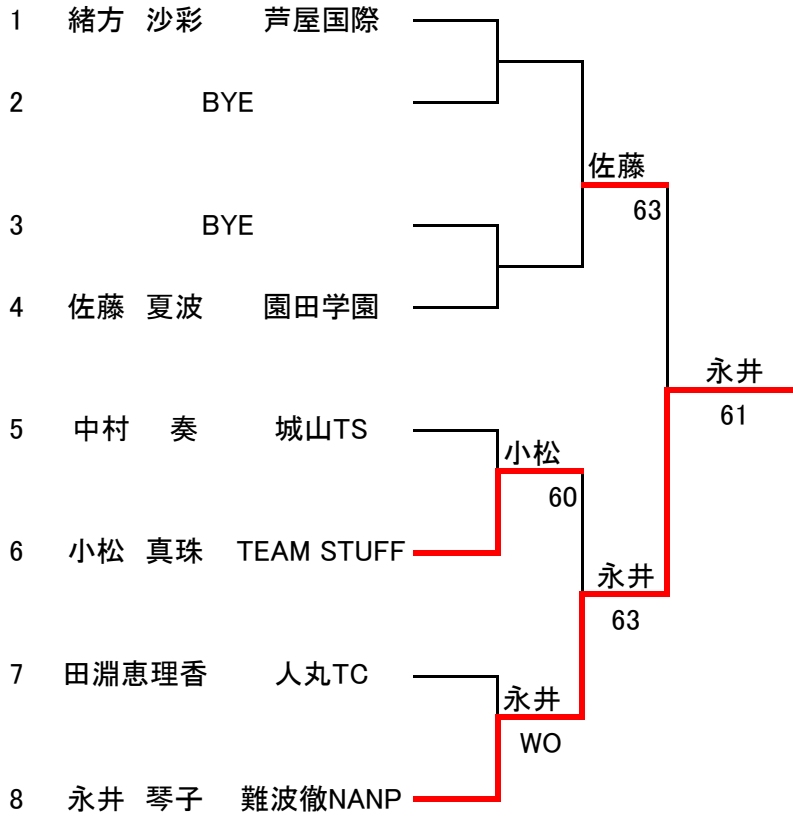 1 緒方 沙彩 芦屋国際
2 BYE
佐藤
63
3 BYE
4 佐藤 夏波 園田学園
永井
61
5 中村 奏 城山TS
小松
60
6 小松 真珠 TEAM STUFF
永井
63
7 田淵恵理香 人丸TC
永井
WO
8 永井 琴子 難波徹NANP